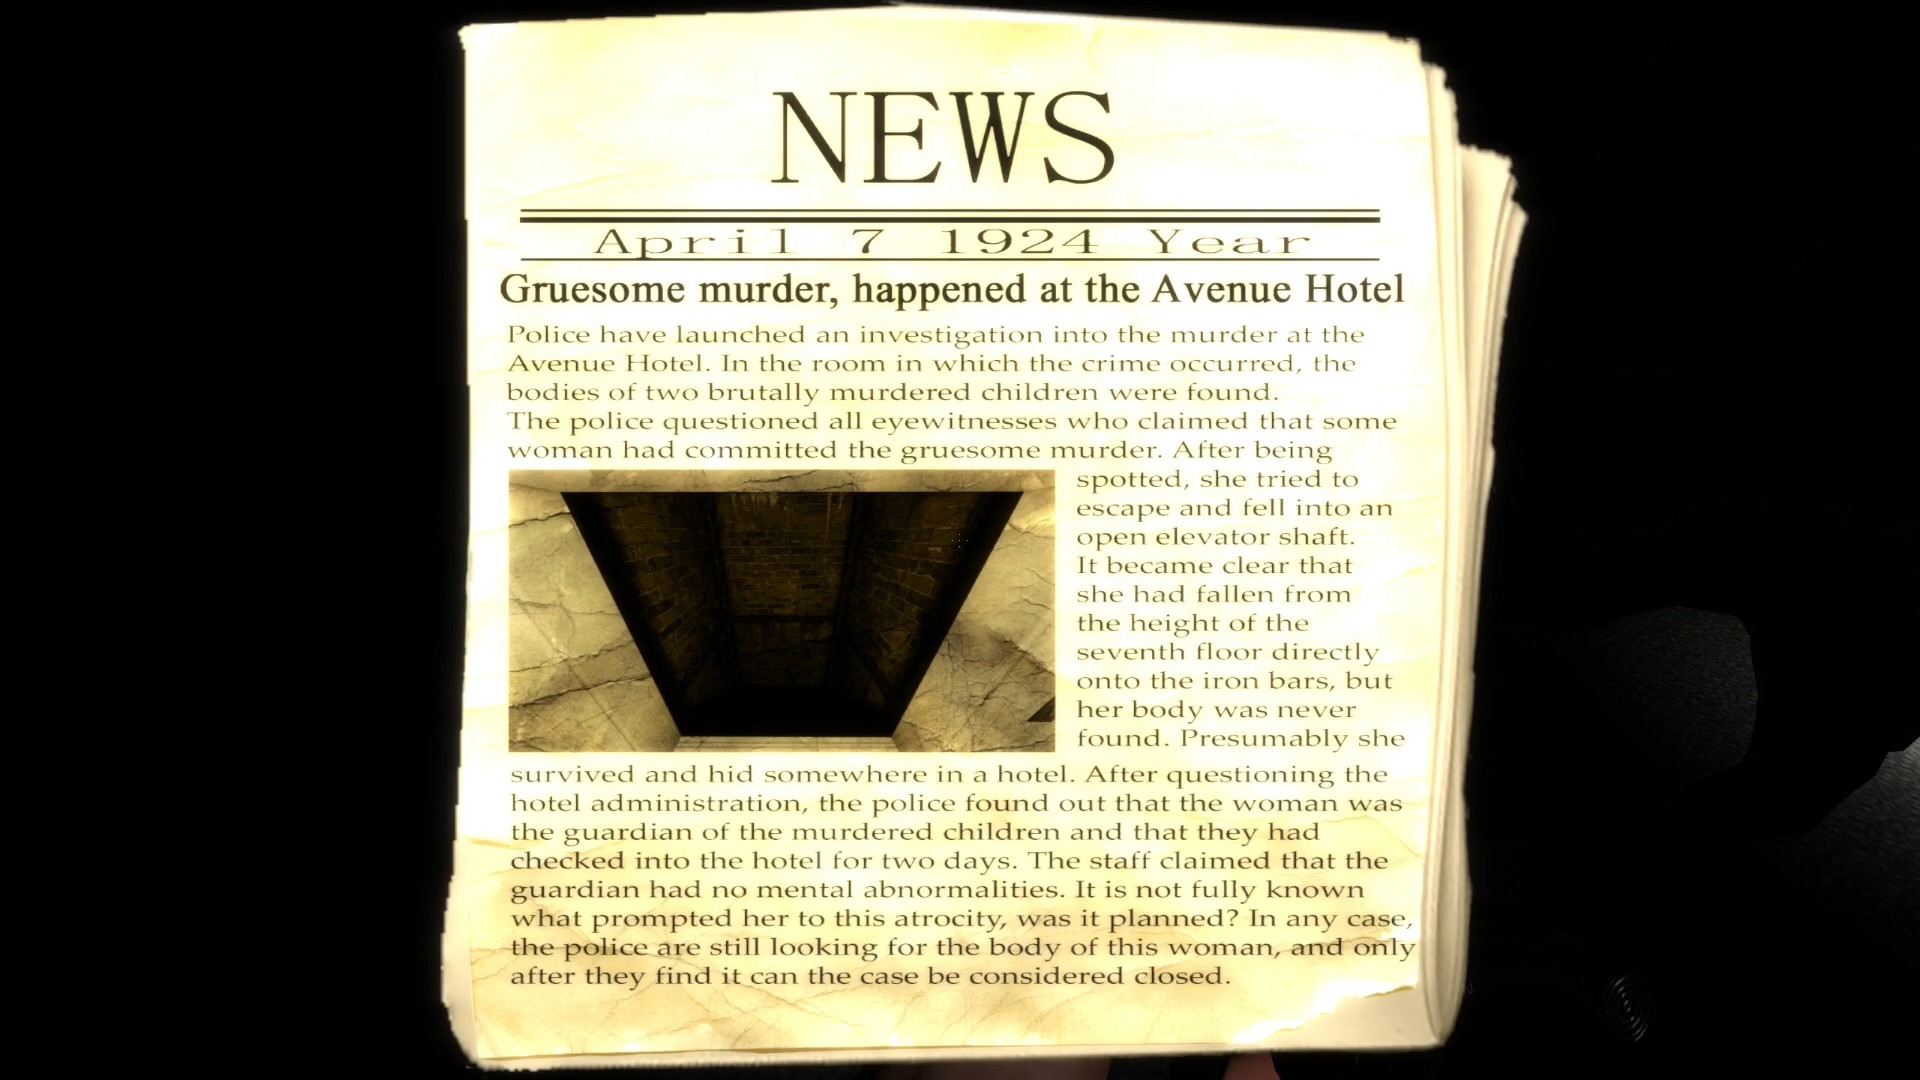 NEWS
April 7 1924 Year
Gruesome murder, happened at the Avenue Hotel
Police have launched an investigation into the murder at the
Avenue Hotel. In the room in which the crime occurred, the
bodies of two brutally murdered children were found.
The police questioned all eyewitnesses who claimed that some
woman had committed the gruesome murder. After being
spotted, she tried to
escape and fell into an
open elevator shaft.
It became clear that
she had fallen from
the height of the
seventh floor directly
onto the iron bars, but
her body was never
found. Presumably she
survived and hid somewhere in a hotel. After questioning the
hotel administration, the police found out that the woman was
the guardian of the murdered children and that they had
checked into the hotel for two days. The staff claimed that the
guardian had no mental abnormalities. It is not fully known
what prompted her to this atrocity, was it planned? In any case,
the police are still looking for the body of this woman, and only
after they find it can the case be considered closed.